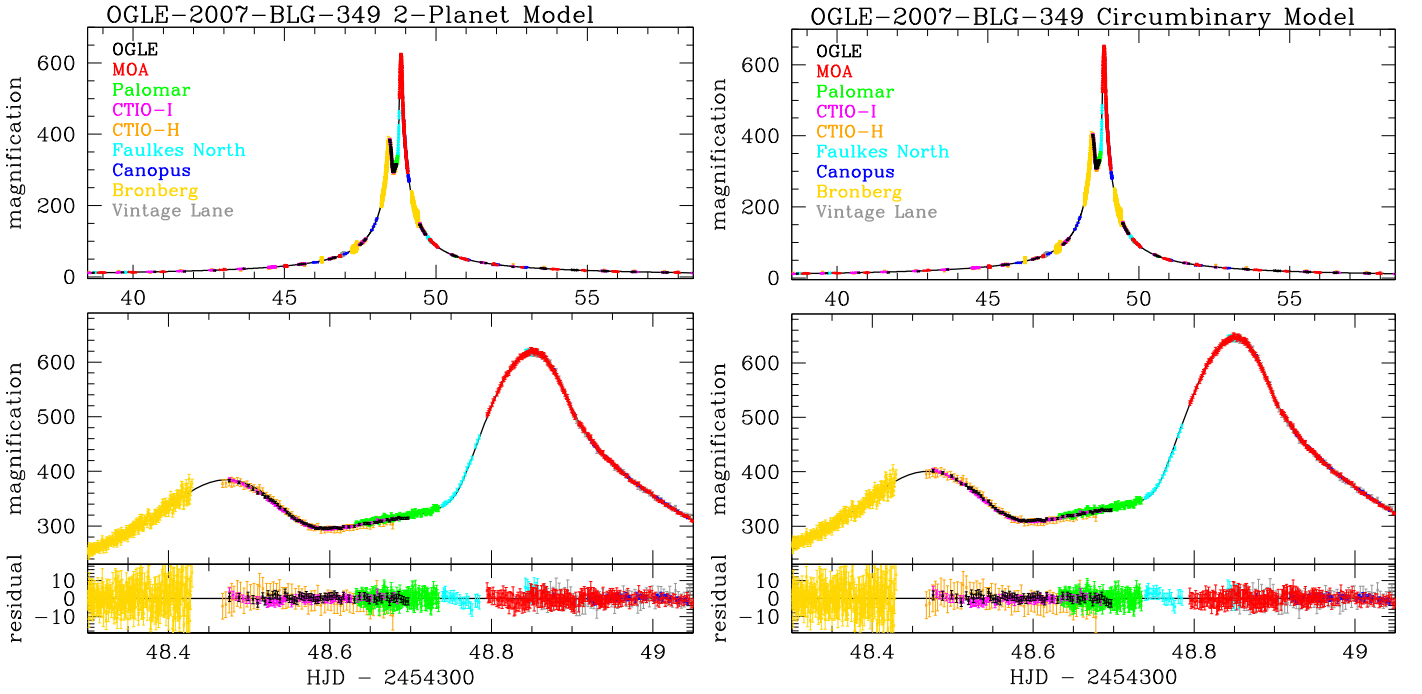 OGLE-2007-BLG-349 2-Planet Model
magnification
600
400
200
0
OGLE
MOA
Palomar
CTIO-I
CTIO-H
Faulkes North
Canopus
Bronberg
Vintage Lane
40 45 50 55
magnification
600
500
400
300
residual
10
0
-10
48.4 48.6 48.8 49
HJD - 2454300
OGLE-2007-BLG-349 Circumbinary Model
magnification
600
400
200
0
OGLE
MOA
Palomar
CTIO-I
CTIO-H
Faulkes North
Canopus
Bronberg
Vintage Lane
40 45 50 55
magnification
600
500
400
300
residual
10
0
-10
48.4 48.6 48.8 49
HJD - 2454300